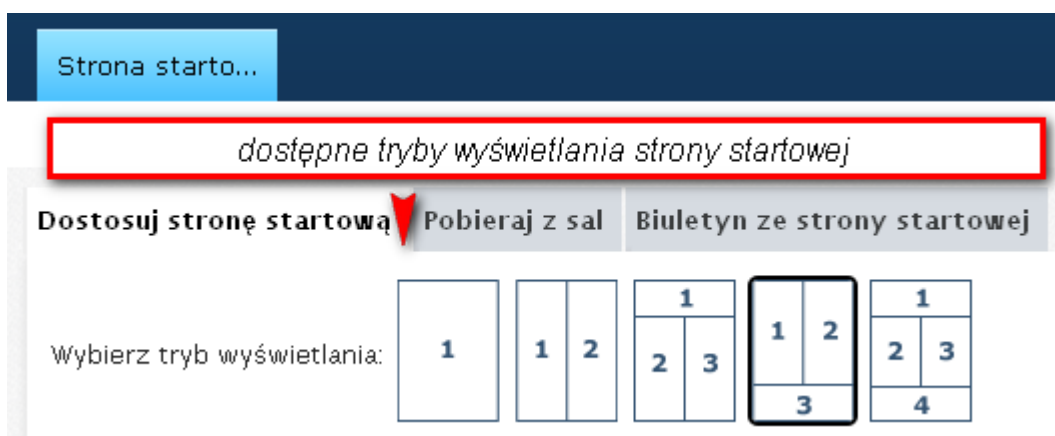 Strona starto...
dostępne tryby wyświetlania strony startowej
Dostosuj stronę startową Pobieraj z sal Biuletyn ze strony startowej
Wybierz tryb wyświetlania:
1
1 2
1
2 3
1 2
3
1
2 3
4